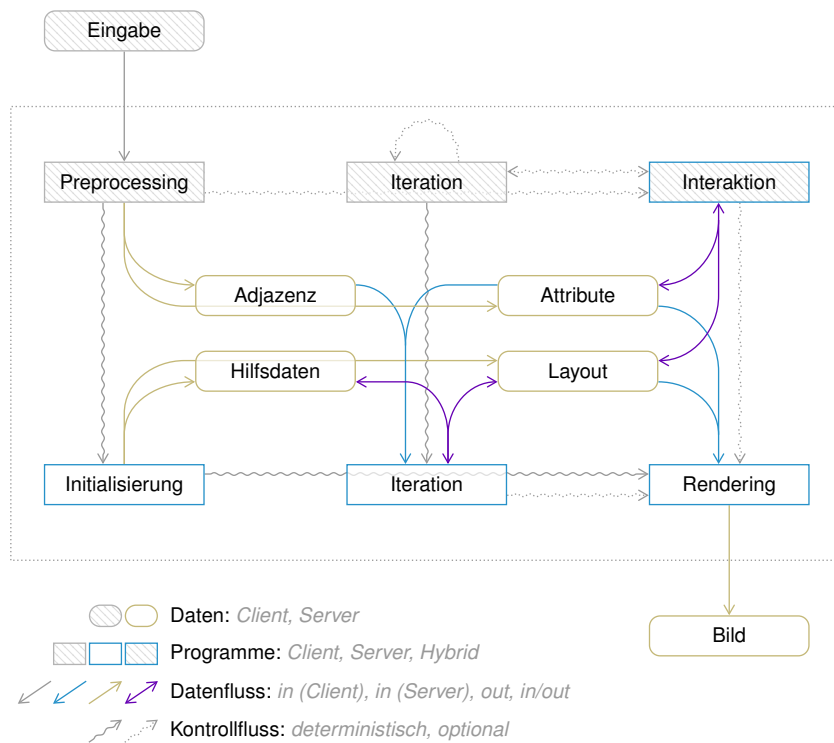 Eingabe
Preprocessing
Iteration
Interaktion
Adjazenz
Attribute
Hilfsdaten
Layout
Initialisierung
Iteration
Rendering
Bild
Daten: Client, Server
Programme: Client, Server, Hybrid
Datenfluss: in (Client), in (Server), out, in/out
Kontrollfluss: deterministisch, optional